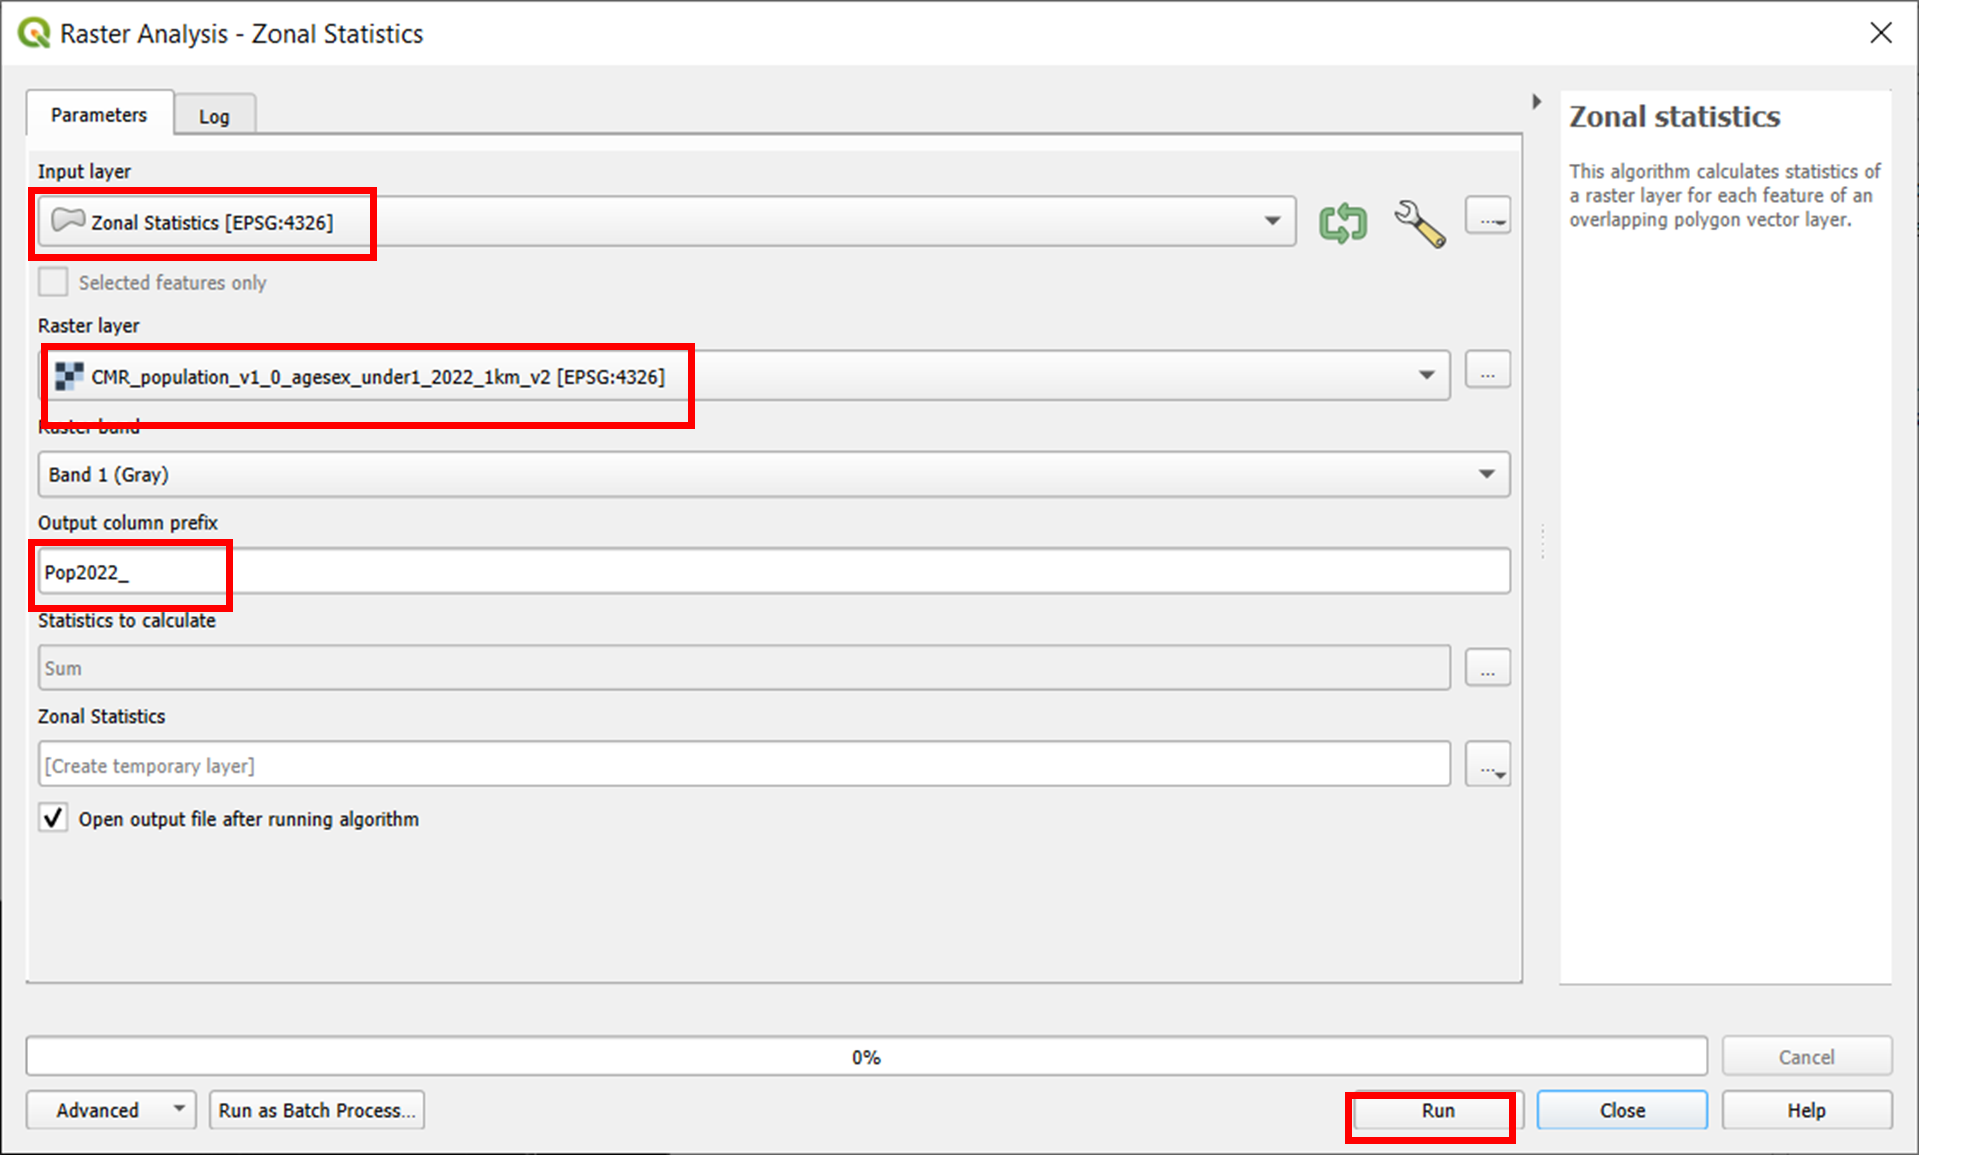 Raster Analysis - Zonal Statistics
Parameters
Log
Input layer
Zonal Statistics [EPSG:4326]
...
Selected features only
Raster layer
CMR_population_v1_0_agesex_under1_2022_1km_v2 [EPSG:4326]
...
Raster band
Band 1 (Gray)
Output column prefix
Pop2022_
Statistics to calculate
Sum
...
Zonal Statistics
[Create temporary layer]
...
Open output file after running algorithm
Zonal statistics
This algorithm calculates statistics of
a raster layer for each feature of an
overlapping polygon vector layer.
0%
Cancel
Advanced
Run as Batch Process...
Run
Close
Help